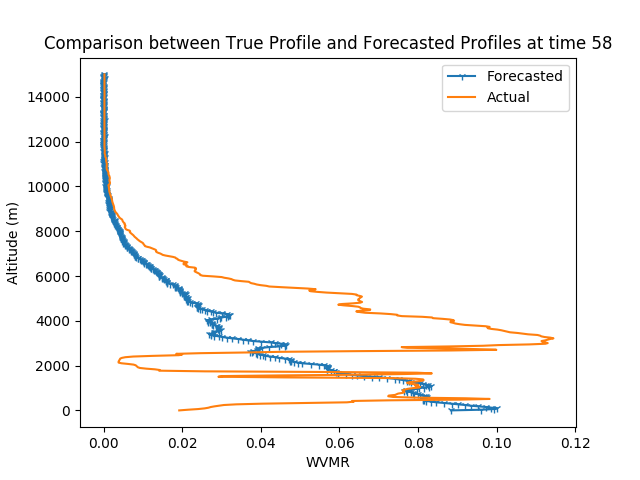 Comparison between True Profile and Forecasted Profiles at time 58
Forecasted
Actual
14000
12000
10000
8000
6000
4000
2000
0
Altitude (m)
0.00 0.02 0.04 0.06 0.08 0.10 0.12
WVMR